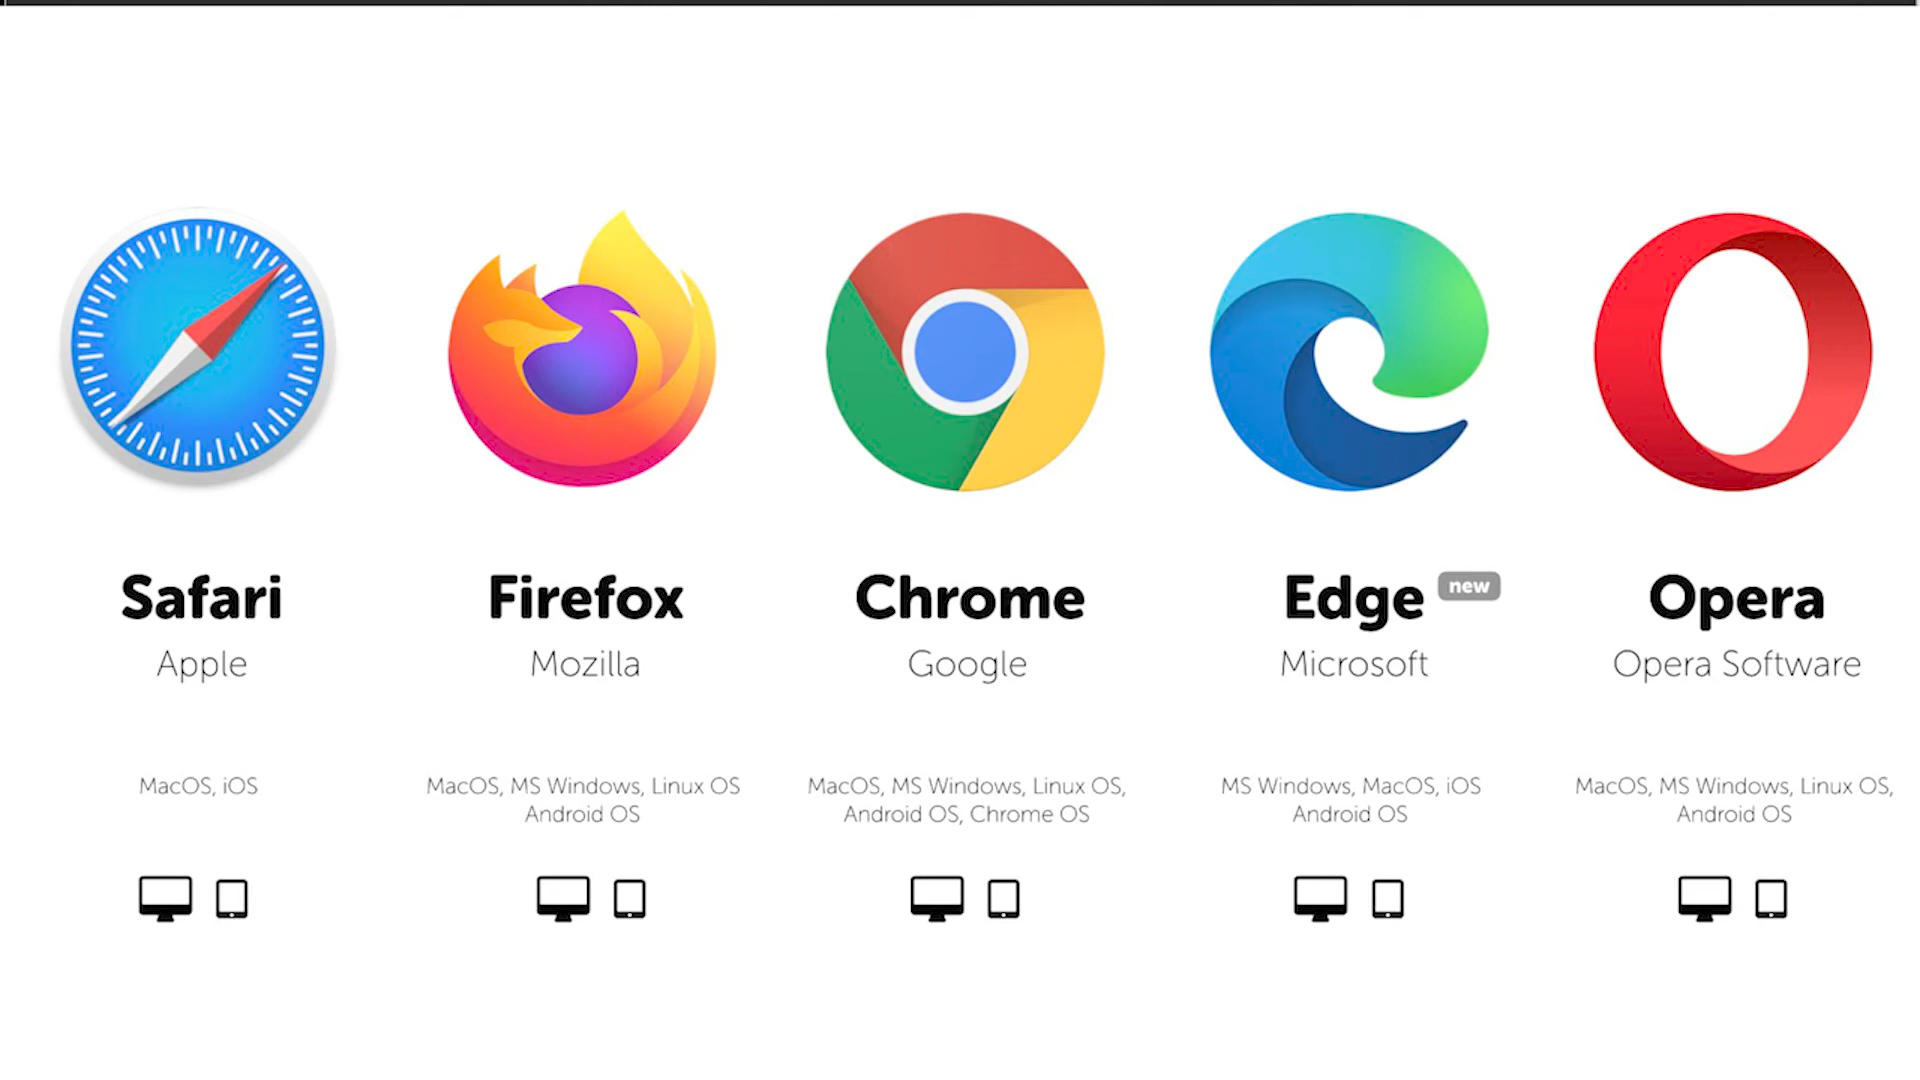 Safari
Apple
MacOS, iOS
Firefox
Mozilla
MacOS, MS Windows, Linux OS
Android OS
Chrome
Google
MacOS, MS Windows, Linux OS,
Android OS, Chrome OS
Edge new
Microsoft
MS Windows, MacOS, iOS
Android OS
Opera
Opera Software
MacOS, MS Windows, Linux OS,
Android OS